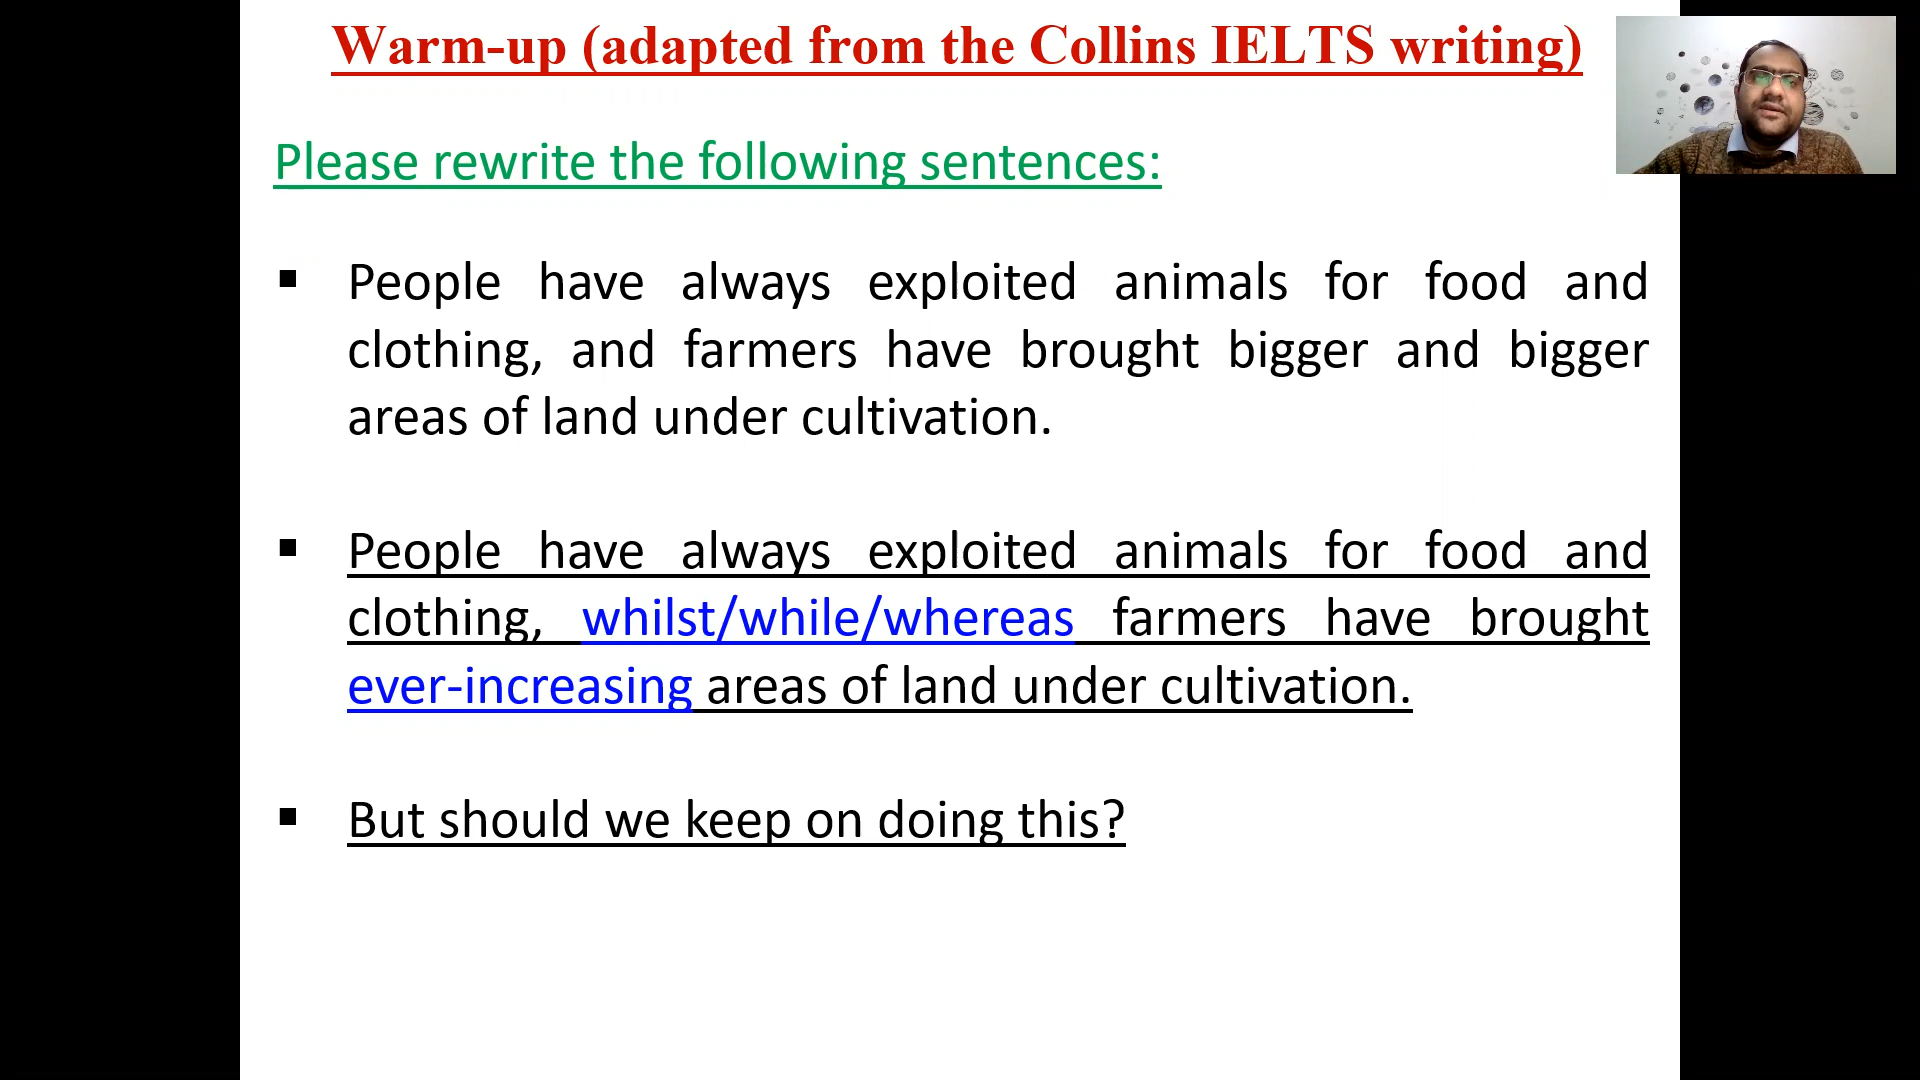 Warm-up (adapted from the Collins IELTS writing)
Please rewrite the following sentences:
▪ People have always exploited animals for food and
clothing, and farmers have brought bigger and bigger
areas of land under cultivation.
▪ People have always exploited animals for food and
clothing, whilst/while/whereas farmers have brought
ever-increasing areas of land under cultivation.
▪ But should we keep on doing this?